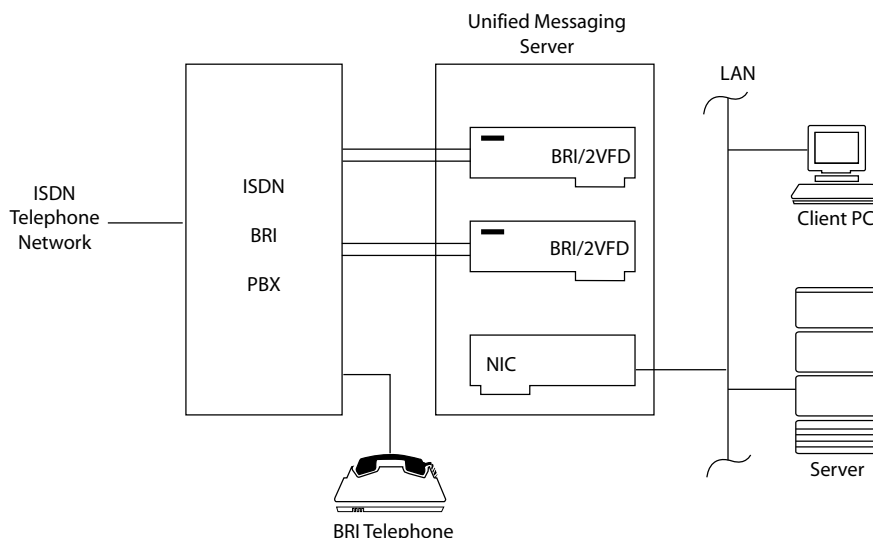 Unified Messaging
Server
LAN
BRI/2VFD
ISDN
Telephone
Network
ISDN
BRI
PBX
BRI/2VFD
NIC
Client PC
Server
BRI Telephone